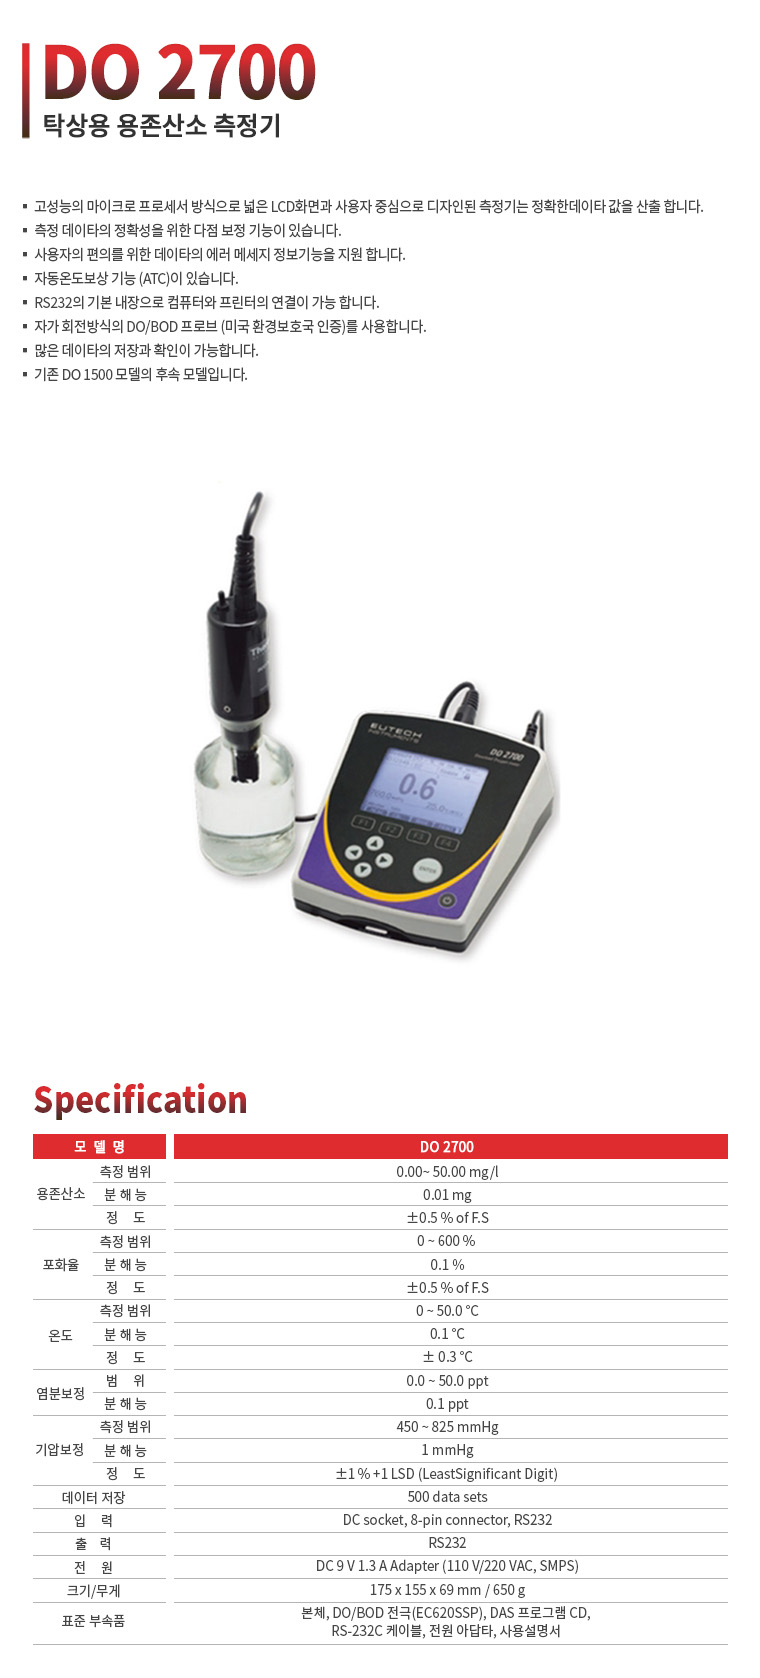 DO 2700
탁상용 용존산소 측정기
▪ 고성능의 마이크로 프로세서 방식으로 넓은 LCD화면과 사용자 중심으로 디자인된 측정기는 정확한데이타 값을 산출 합니다.
▪ 측정 데이타의 정확성을 위한 다점 보정 기능이 있습니다.
▪ 사용자의 편의를 위한 데이타의 에러 메세지 정보기능을 지원 합니다.
▪ 자동온도보상 기능 (ATC)이 있습니다.
▪ RS232의 기본 내장으로 컴퓨터와 프린터의 연결이 가능 합니다.
▪ 자가 회전방식의 DO/BOD 프로브 (미국 환경보호국 인증)를 사용합니다.
▪ 많은 데이타의 저장과 확인이 가능합니다.
▪ 기존 DO 1500 모델의 후속 모델입니다.
EUTECH
INSTRUMENTS
DO 2700
0.6
F1 F2 F3 F4
ENTER
Specification
모 델 명 DO 2700
용존산소 측정 범위 0.00~ 50.00 mg/l
분 해 능 0.01 mg
정 도 ±0.5 % of F.S
포화율 측정 범위 0 ~ 600 %
분 해 능 0.1 %
정 도 ±0.5 % of F.S
온도 측정 범위 0 ~ 50.0 ℃
분 해 능 0.1 ℃
정 도 ± 0.3 ℃
염분보정 범 위 0.0 ~ 50.0 ppt
분 해 능 0.1 ppt
기압보정 측정 범위 450 ~ 825 mmHg
분 해 능 1 mmHg
정 도 ±1 % +1 LSD (LeastSignificant Digit)
데이터 저장 500 data sets
입 력 DC socket, 8-pin connector, RS232
출 력 RS232
전 원 DC 9 V 1.3 A Adapter (110 V/220 VAC, SMPS)
크기/무게 175 x 155 x 69 mm / 650 g
표준 부속품 본체, DO/BOD 전극(EC620SSP), DAS 프로그램 CD,
RS-232C 케이블, 전원 아답타, 사용설명서